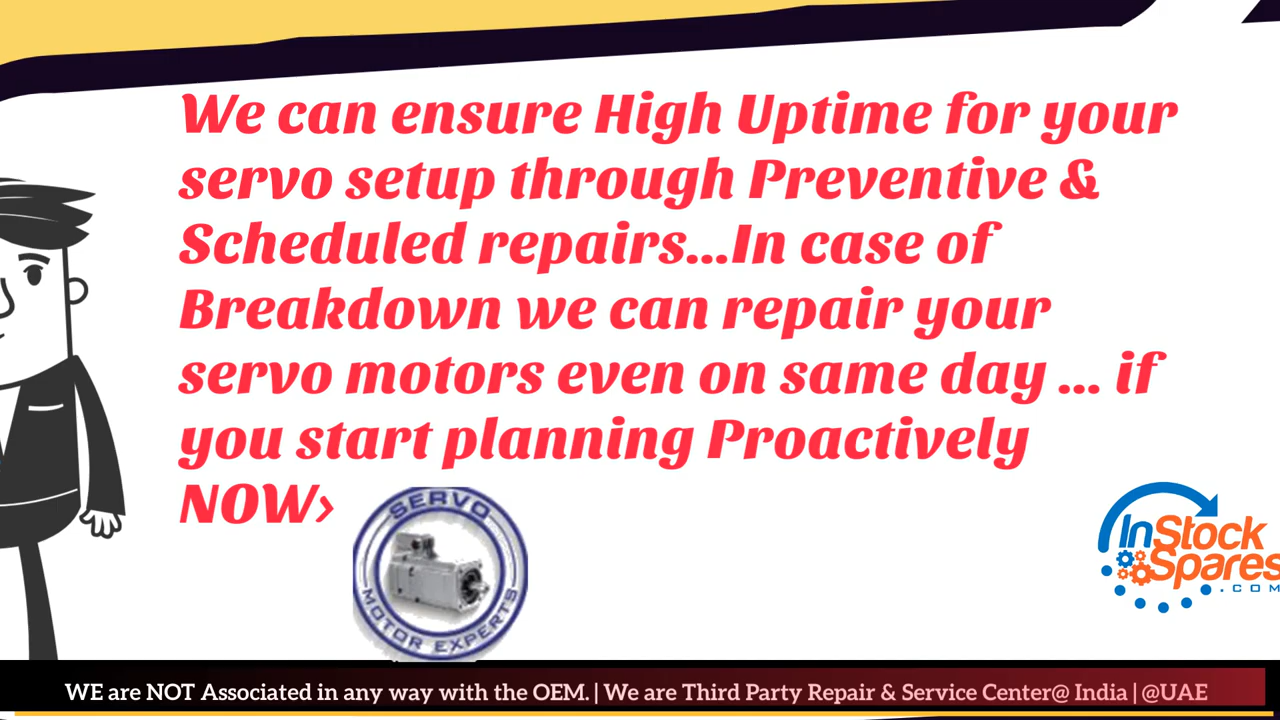 We can ensure High Uptime for your
servo setup through Preventive &
Scheduled repairs...In case of
Breakdown we can repair your
servo motors even on same day ... if
you start planning Proactively
NOW>
SERVO
MOTOR EXPERTS
InStock
Spares
.COM
WE are NOT Associated in any way with the OEM. | We are Third Party Repair & Service Center@ India | @UAE